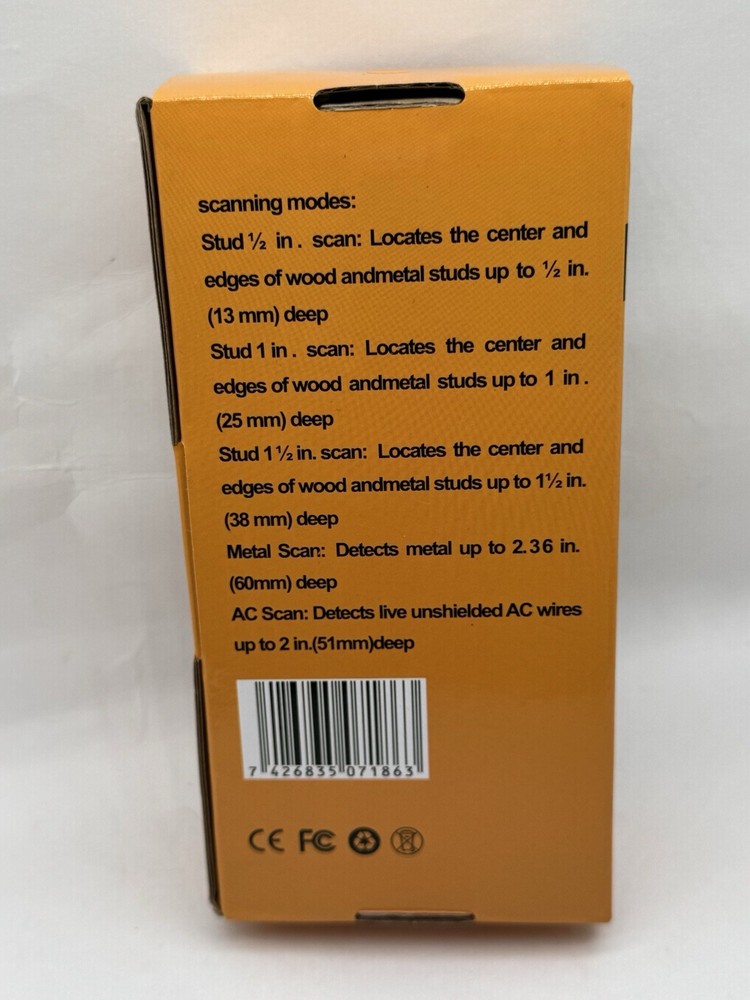 scanning modes:
Stud ½ in. scan: Locates the center and
edges of wood andmetal studs up to ½ in.
(13 mm) deep
Stud 1 in. scan: Locates the center and
edges of wood andmetal studs up to 1 in.
(25 mm) deep
Stud 1½ in. scan: Locates the center and
edges of wood andmetal studs up to 1½ in.
(38 mm) deep
Metal Scan: Detects metal up to 2.36 in.
(60mm) deep
AC Scan: Detects live unshielded AC wires
up to 2 in.(51mm)deep
7 426835 071863
CE FC